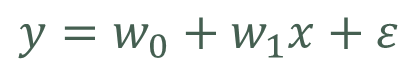 y = w₀ + w₁x + ε